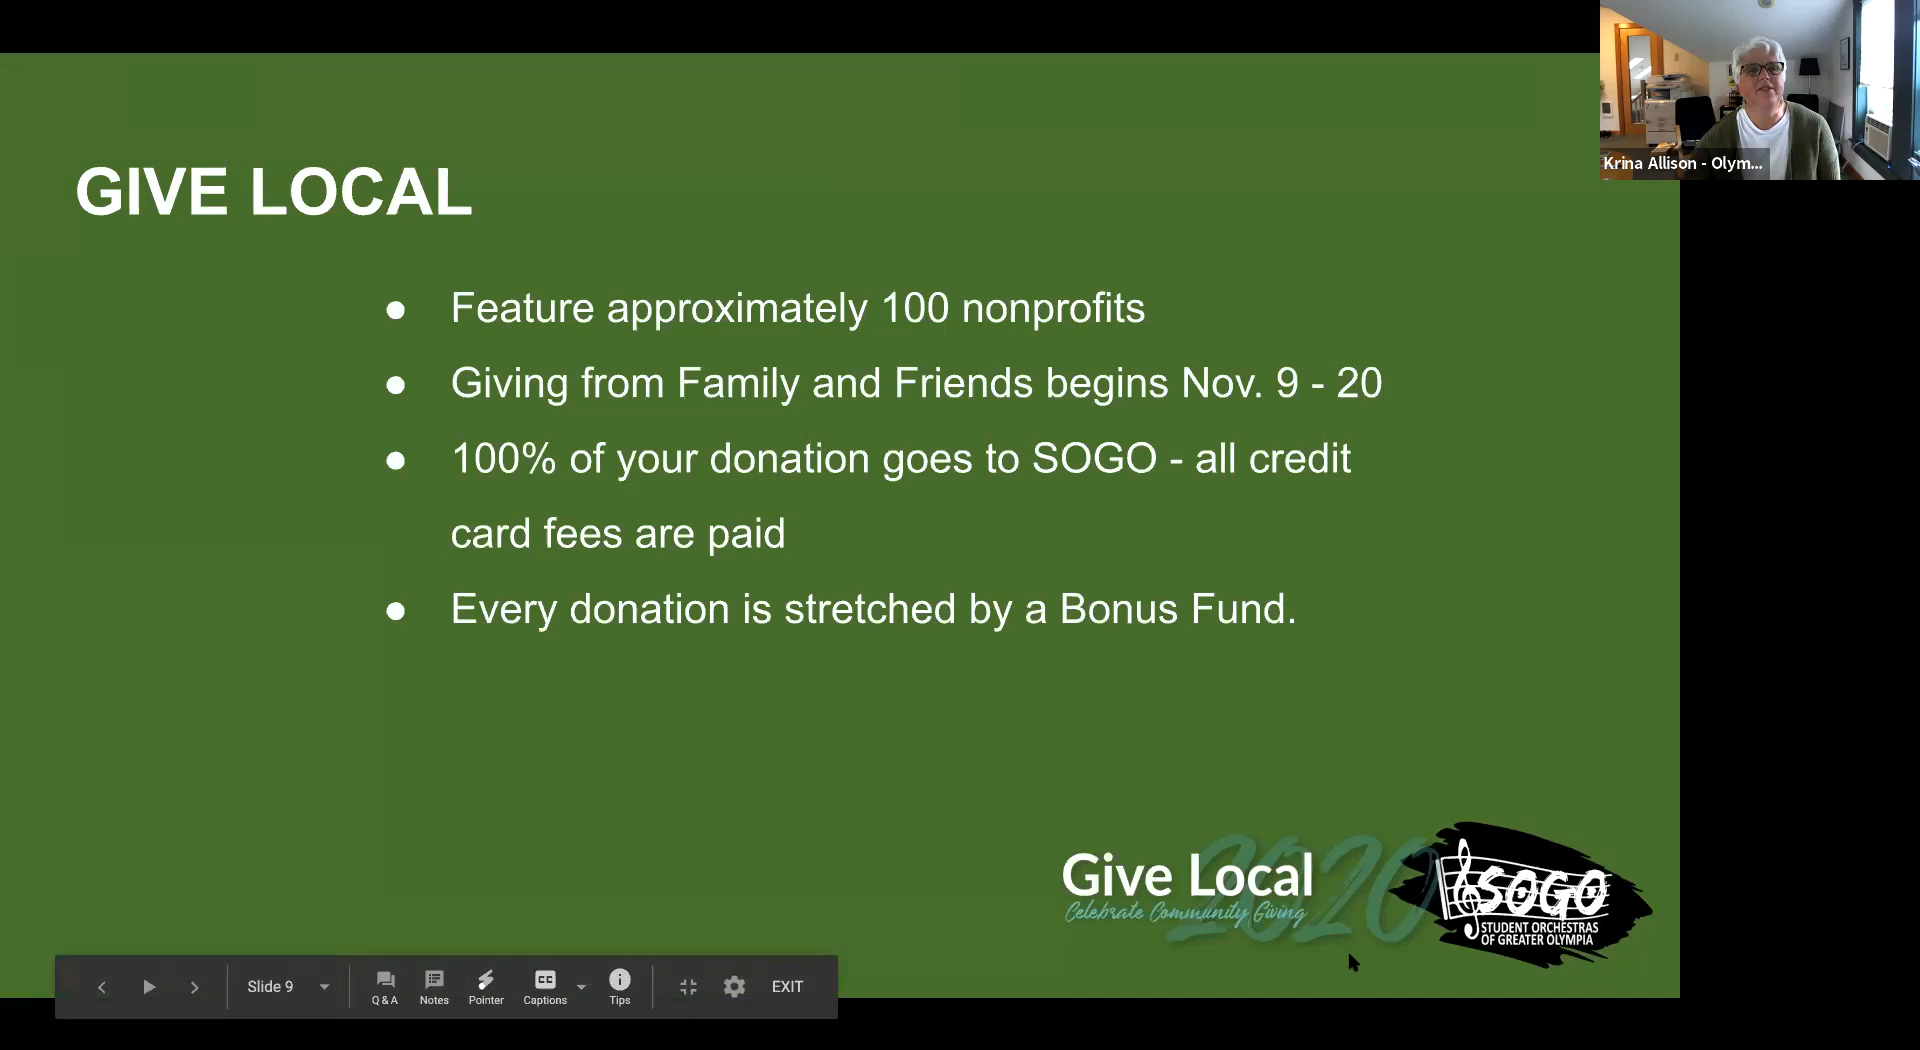 Krina Allison - Olym...
GIVE LOCAL
● Feature approximately 100 nonprofits
● Giving from Family and Friends begins Nov. 9 - 20
● 100% of your donation goes to SOGO - all credit
card fees are paid
● Every donation is stretched by a Bonus Fund.
2020
Give Local
Celebrate Community Giving
SOGO
STUDENT ORCHESTRAS
OF GREATER OLYMPIA
Slide 9
Q & A
Notes
Pointer
CC
Captions
Tips
EXIT